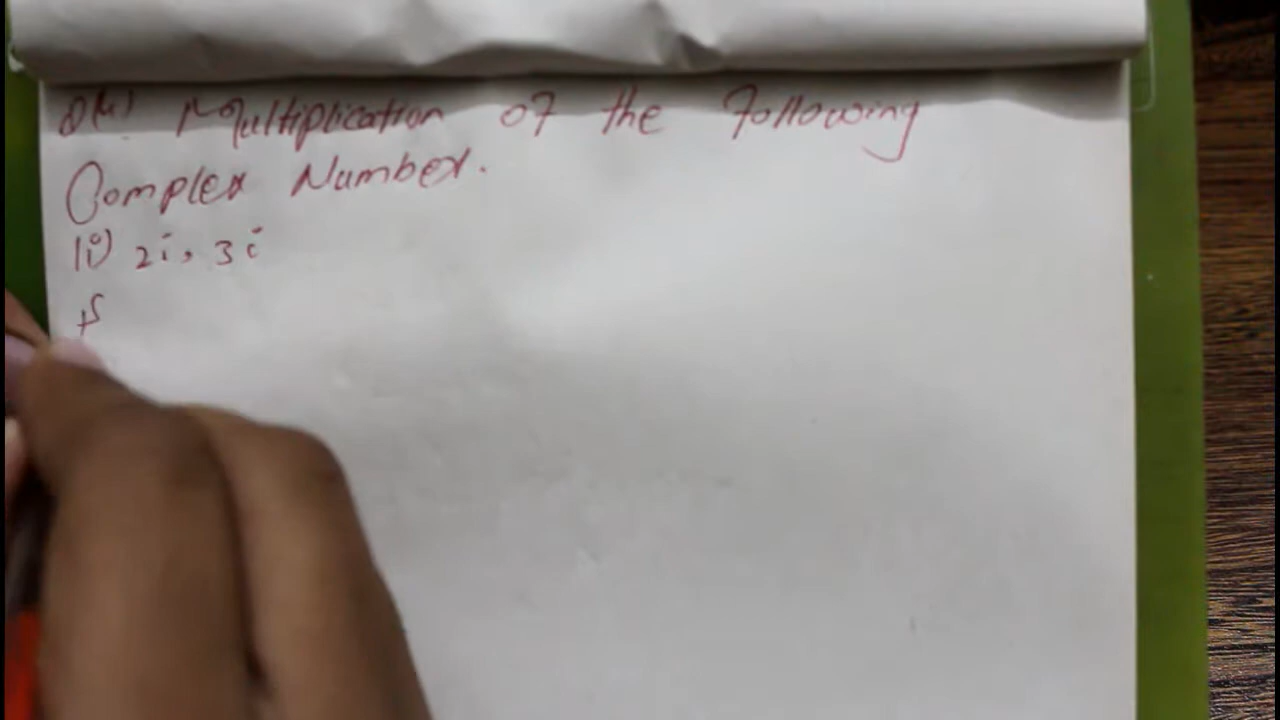 Multiplication of the Following
Complex Number.
(i) 2i, 3i